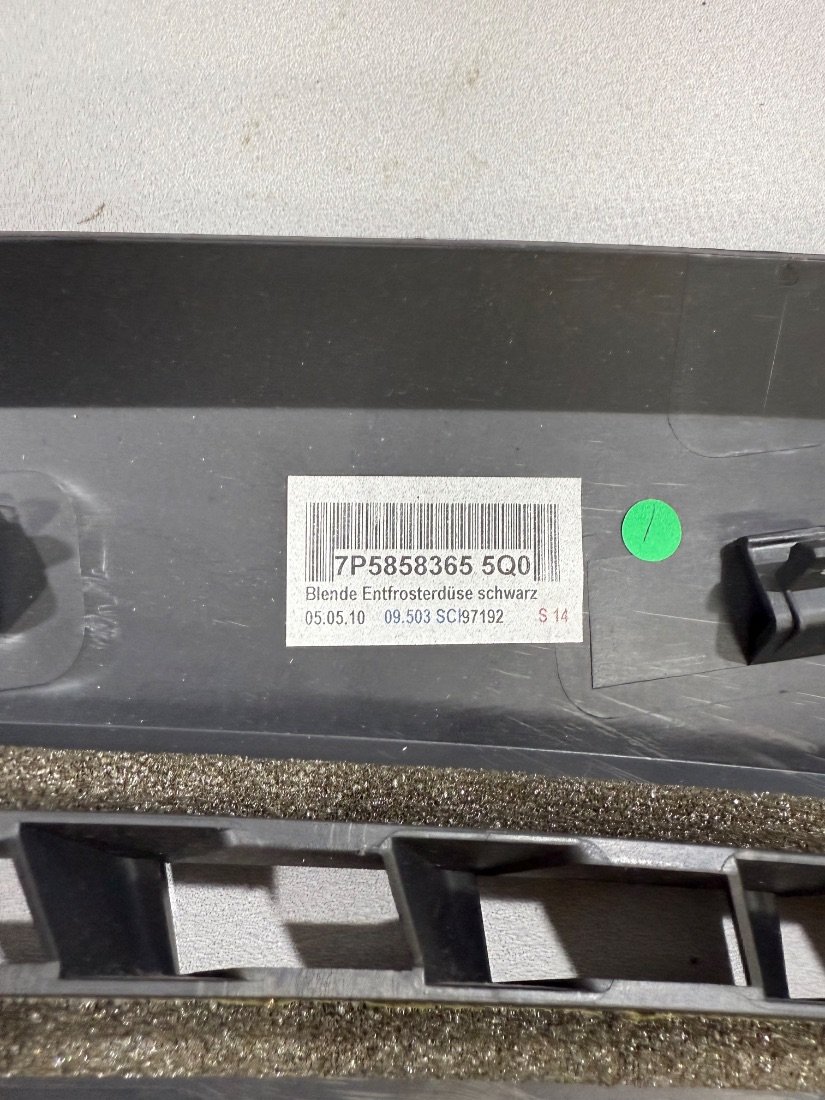 7P5858365 5Q0
Blende Entfrosterdüse schwarz
05.05.10 09.503 SCI97192 S 14